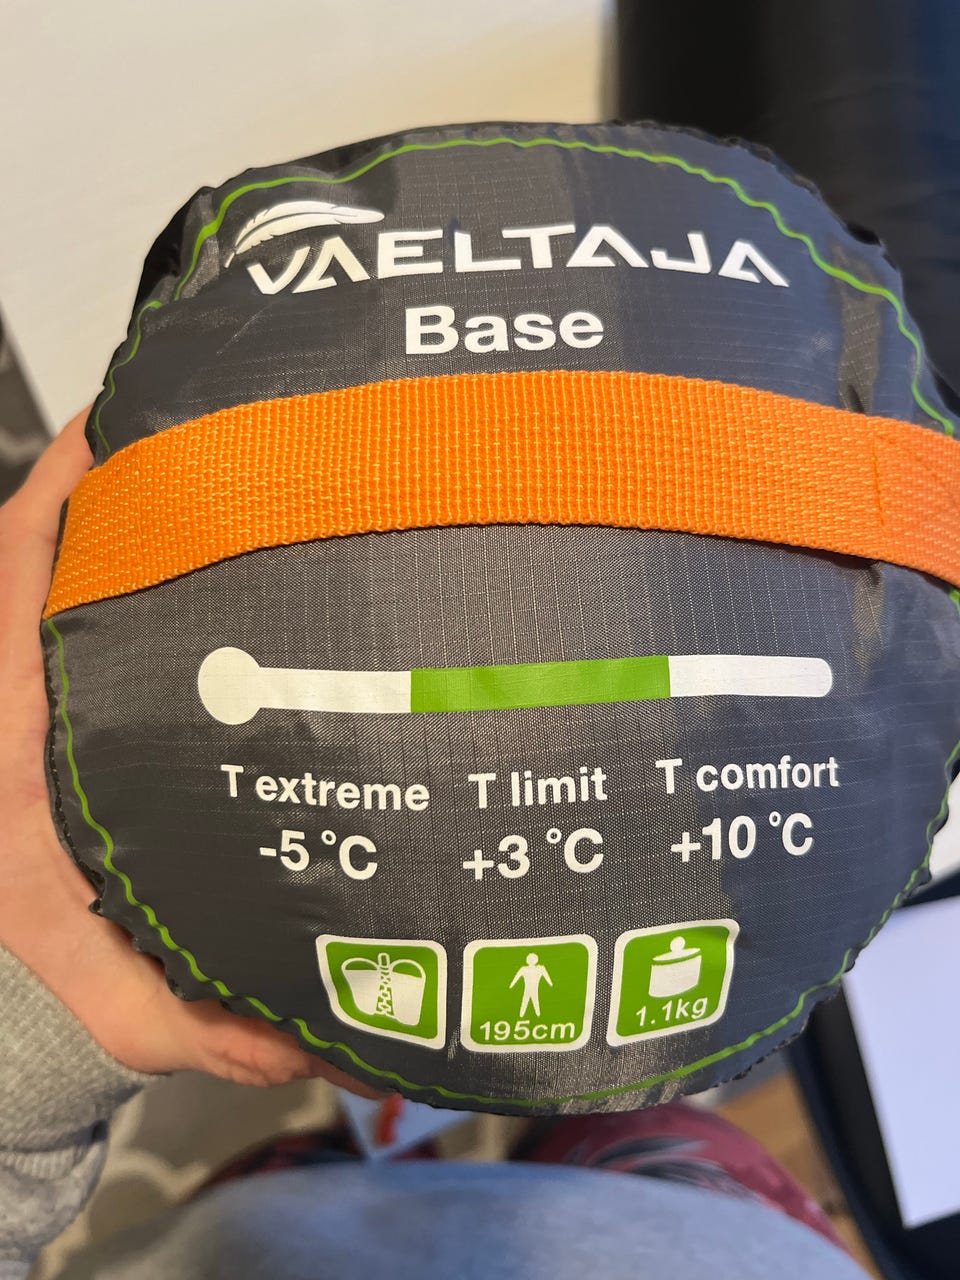 VAELTAJA
Base
T extreme T limit T comfort
-5 °C +3 °C +10 °C
195cm 1.1kg